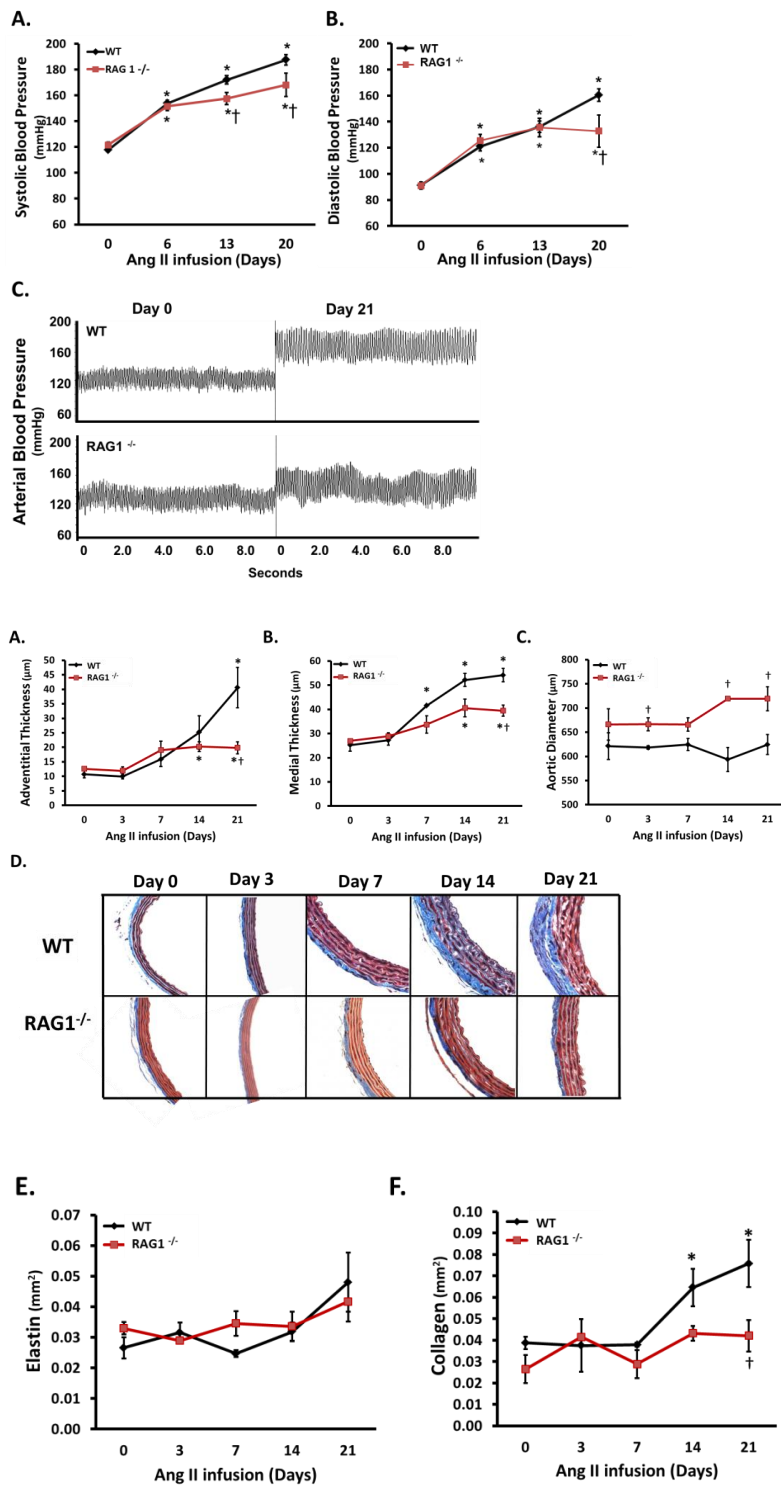 A.
WT
RAG 1 -/-
Systolic Blood Pressure
(mmHg)
200
180
160
140
120
100
80
60
* * *
* *† *†
0 6 13 20
Ang II infusion (Days)
B.
WT
RAG1 -/-
Diastolic Blood Pressure
(mmHg)
200
180
160
140
120
100
80
60
* * *
* * *†
0 6 13 20
Ang II infusion (Days)
C.
Day 0 Day 21
Arterial Blood Pressure
(mmHg)
200
160
120
60
WT
200
160
120
60
RAG1 -/-
0 2.0 4.0 6.0 8.0 0 2.0 4.0 6.0 8.0
Seconds
A.
WT
RAG1 -/-
Adventitial Thickness (µm)
50
45
40
35
30
25
20
15
10
5
0
*
* *†
0 3 7 14 21
Ang II infusion (Days)
B.
WT
RAG1 -/-
Medial Thickness (µm)
60
50
40
30
20
10
0
* * *
* *†
0 3 7 14 21
Ang II infusion (Days)
C.
WT
RAG1 -/-
Aortic Diameter (µm)
800
750
700
650
600
550
500
† † †
0 3 7 14 21
Ang II infusion (Days)
D.
Day 0 Day 3 Day 7 Day 14 Day 21
WT
RAG1-/-
E.
WT
RAG1 -/-
Elastin (mm2)
0.07
0.06
0.05
0.04
0.03
0.02
0.01
0.00
0 3 7 14 21
Ang II infusion (Days)
F.
WT
RAG1 -/-
Collagen (mm2)
0.10
0.09
0.08
0.07
0.06
0.05
0.04
0.03
0.02
0.01
0.00
* *
†
0 3 7 14 21
Ang II infusion (Days)